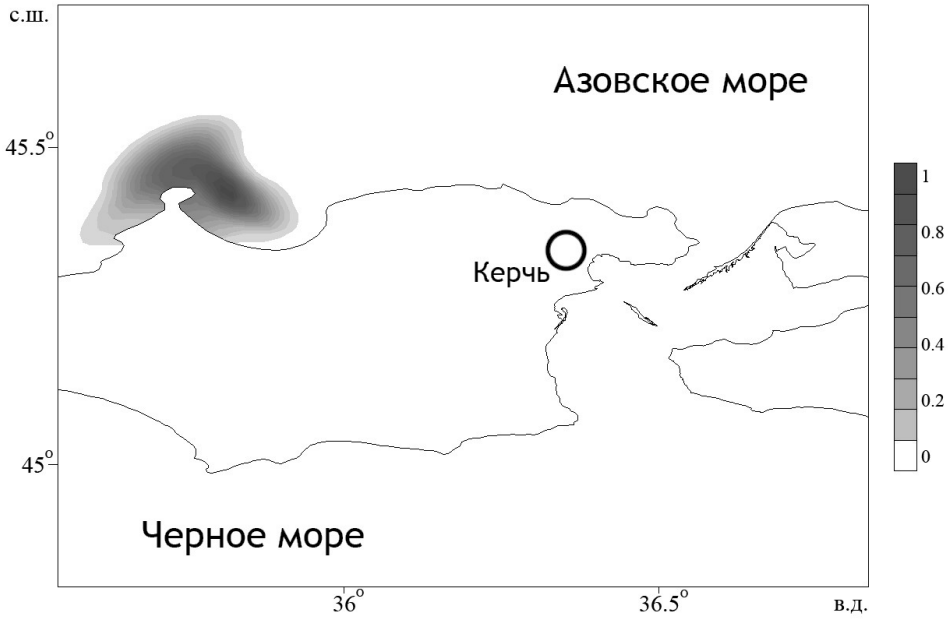 с.ш.
Азовское море
45.5°
1
0.8
Керчь
0.6
0.4
0.2
45°
0
Черное море
36°
36.5°
в.д.